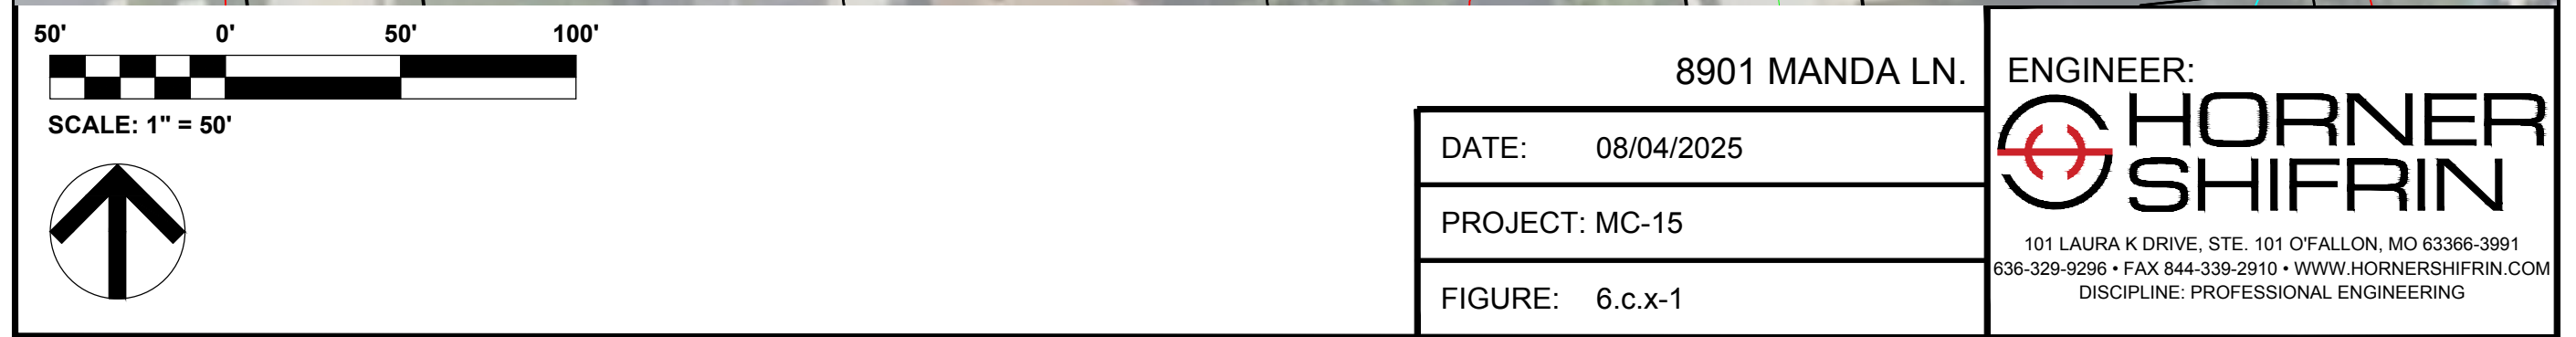 50' 0' 50' 100'
SCALE: 1" = 50'
8901 MANDA LN.
DATE: 08/04/2025
PROJECT: MC-15
FIGURE: 6.c.x-1
ENGINEER:
HORNER
SHIFRIN
101 LAURA K DRIVE, STE. 101 O'FALLON, MO 63366-3991
636-329-9296 • FAX 844-339-2910 • WWW.HORNERSHIFRIN.COM
DISCIPLINE: PROFESSIONAL ENGINEERING